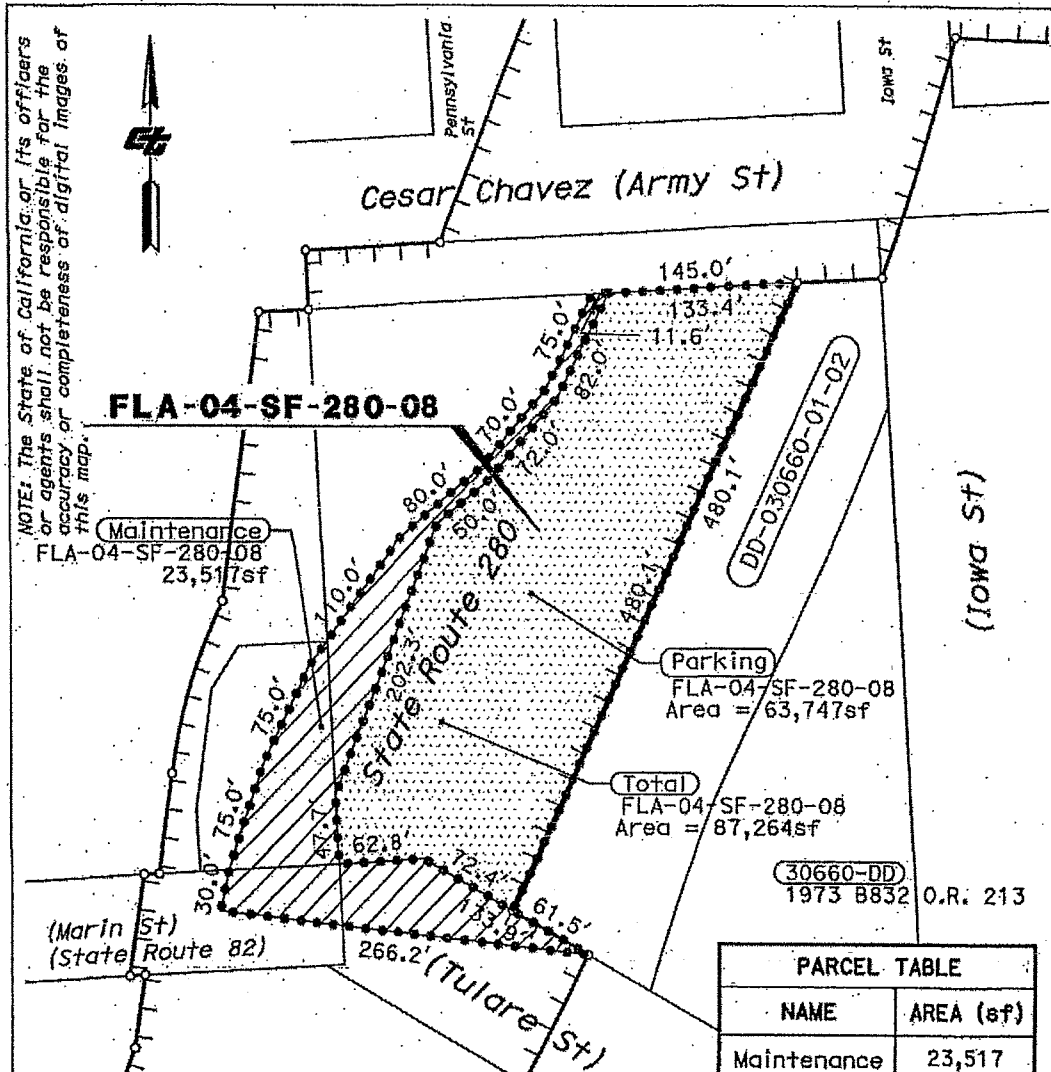 NOTE: The State of California or its officers
or agents shall not be responsible for the
accuracy or completeness of digital images of
this map.
Pennsylvania
St
Iowa St
Cesar Chavez (Army St)
145.0'
133.4'
11.6'
75.0'
82.0'
FLA-04-SF-280-08
70.0'
72.0'
80.0'
60.0'
480.1'
480.1'
DD-030660-01-02
(Iowa St)
Maintenance
FLA-04-SF-280-08
23,517sf
110.0'
State Route 280
202.3'
Parking
FLA-04-SF-280-08
Area = 63,747sf
75.0'
Total
FLA-04-SF-280-08
Area = 87,264sf
75.0'
47.7'
62.8'
72.4'
30.0'
61.5'
133.9'
30660-DD
1973 B832 O.R. 213
(Marin St)
(State Route 82)
266.2'
(Tulare St)
PARCEL TABLE
NAME AREA (sf)
Maintenance 23,517